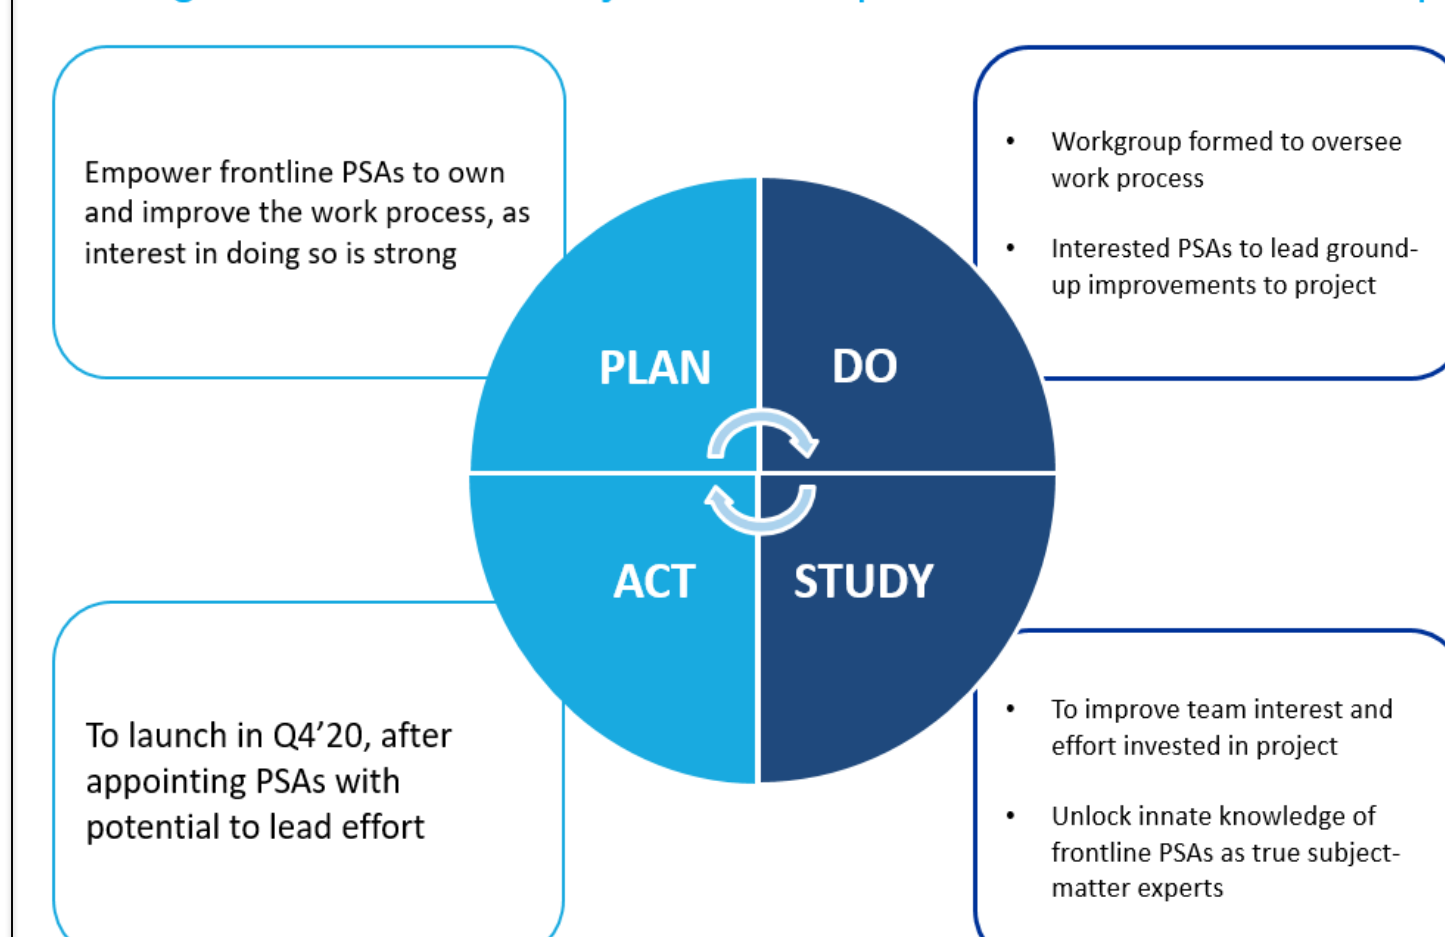 Empower frontline PSAs to own
and improve the work process, as
interest in doing so is strong
• Workgroup formed to oversee
work process
• Interested PSAs to lead ground-
up improvements to project
PLAN
DO
ACT
STUDY
To launch in Q4’20, after
appointing PSAs with
potential to lead effort
• To improve team interest and
effort invested in project
• Unlock innate knowledge of
frontline PSAs as true subject-
matter experts